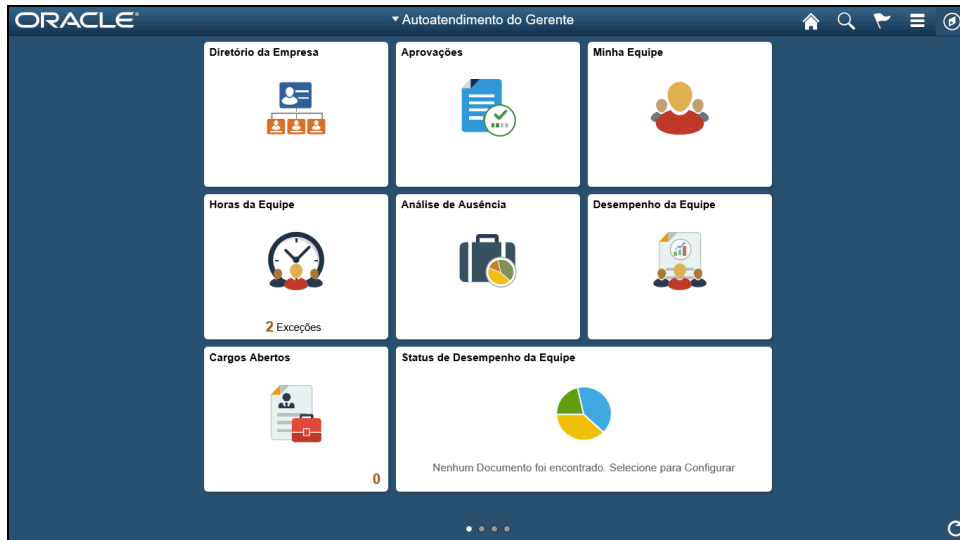 ORACLE
Autoatendimento do Gerente
Diretório da Empresa
Aprovações
Minha Equipe
Horas da Equipe
2 Exceções
Análise de Ausência
Desempenho da Equipe
Cargos Abertos
0
Status de Desempenho da Equipe
Nenhum Documento foi encontrado. Selecione para Configurar